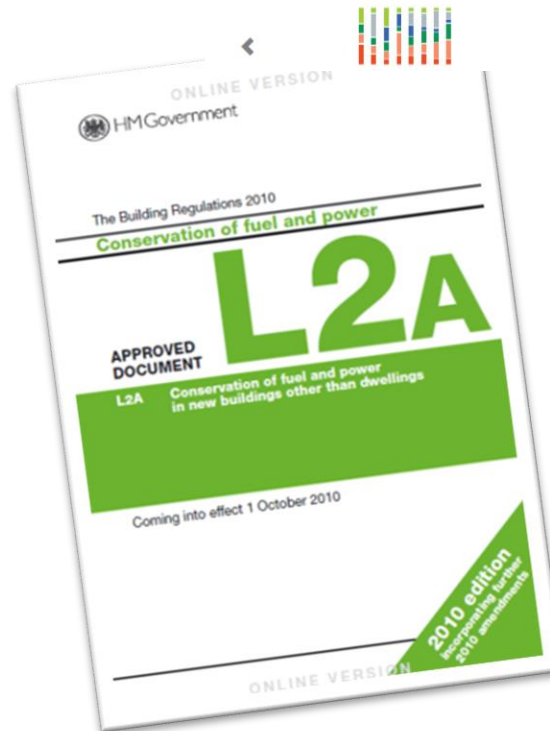 ONLINE VERSION
HM Government
The Building Regulations 2010
Conservation of fuel and power
L2A
APPROVED
DOCUMENT
L2A Conservation of fuel and power
in new buildings other than dwellings
Coming into effect 1 October 2010
2010 edition
incorporating further
2010 amendments
ONLINE VERSION